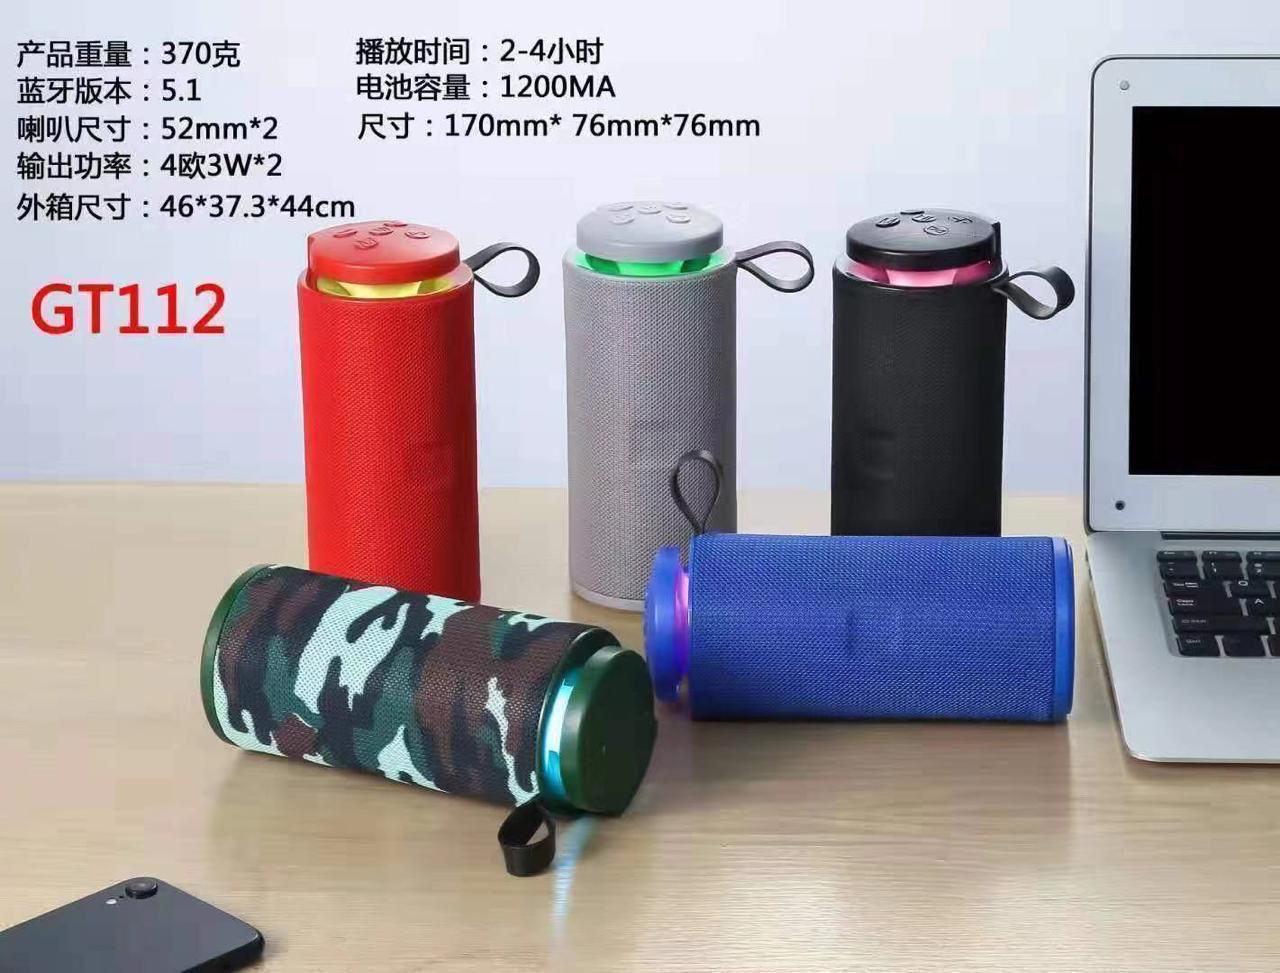 产品重量：370克
蓝牙版本：5.1
喇叭尺寸：52mm*2
输出功率：4欧3W*2
外箱尺寸：46*37.3*44cm
播放时间：2-4小时
电池容量：1200MA
尺寸：170mm* 76mm*76mm
GT112